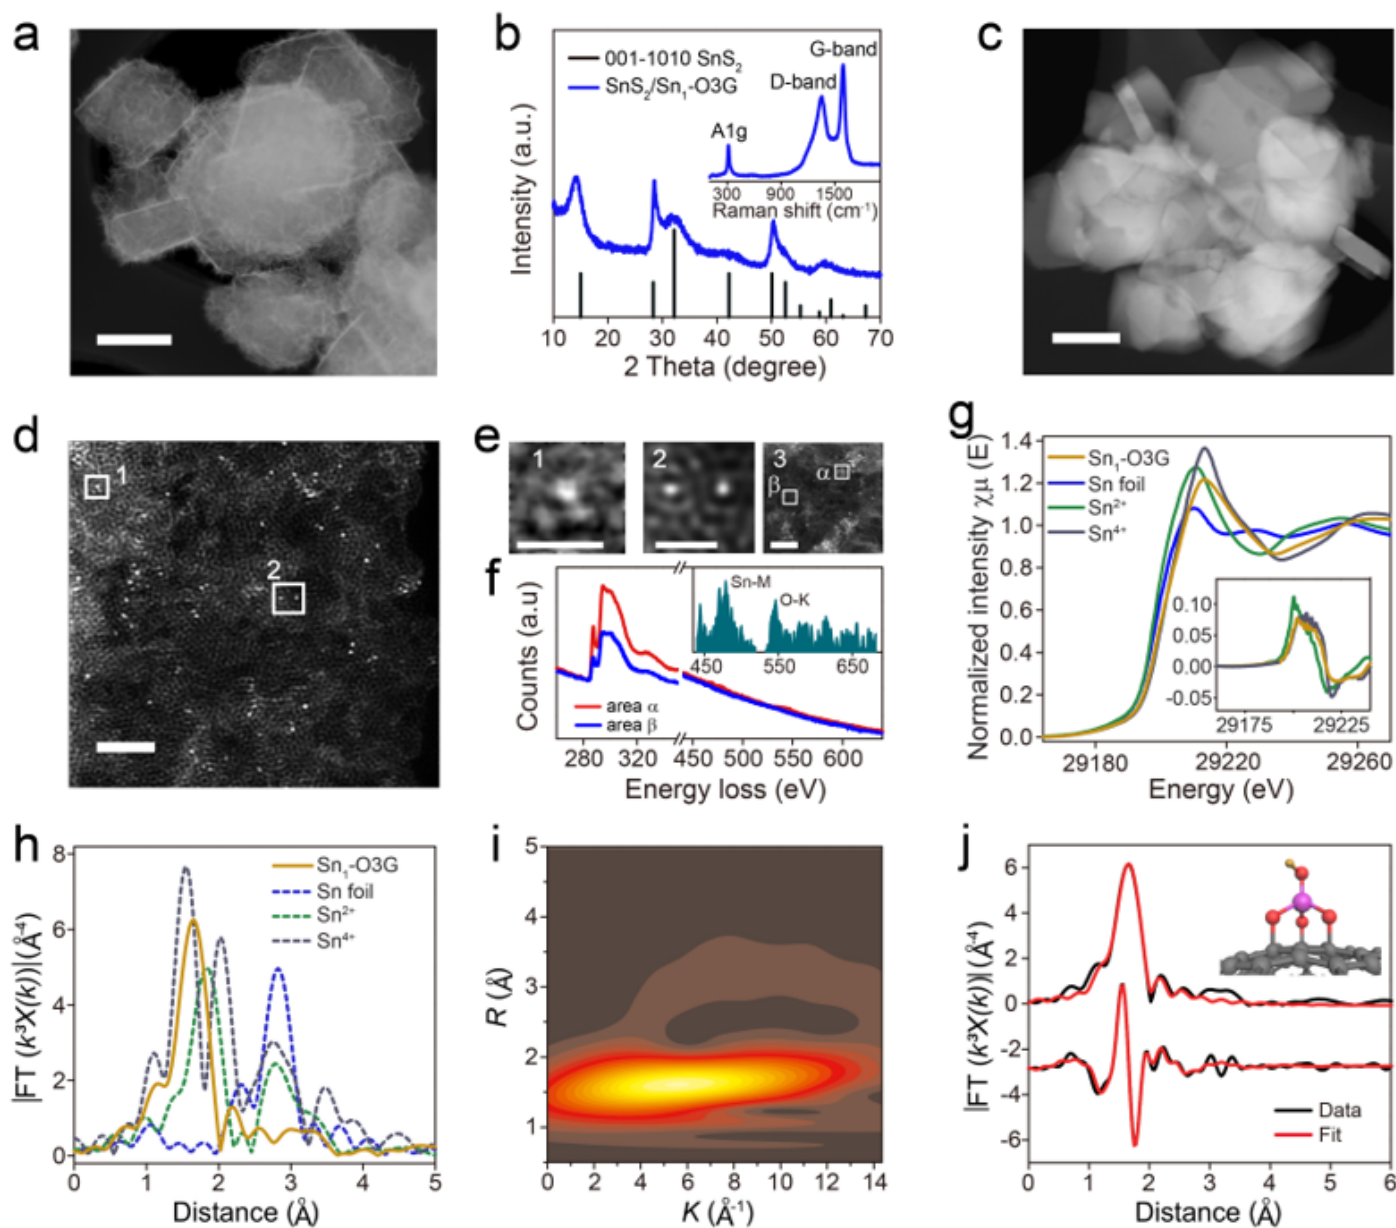 a
b
001-1010 SnS₂
SnS₂/Sn₁-O3G
G-band
D-band
A1g
300 900 1500
Raman shift (cm⁻¹)
Intensity (a.u.)
10 20 30 40 50 60 70
2 Theta (degree)
c
d
1
2
e
1
2
3
α
β
f
Sn-M
O-K
450 550 650
Counts (a.u)
area α
area β
280 320 450 600
Energy loss (eV)
g
1.4
1.2
1.0
0.8
0.6
0.4
0.2
0.0
Normalized intensity χμ (E)
Sn₁-O3G
Sn foil
Sn²⁺
Sn⁴⁺
0.10
0.05
0.00
-0.05
29175 29225
29180 29220 29260
Energy (eV)
h
8
6
4
2
0
|FT (k³X(k))|(Å⁻⁴)
Sn₁-O3G
Sn foil
Sn²⁺
Sn⁴⁺
0 1 2 3 4 5
Distance (Å)
i
5
4
3
2
1
R (Å)
0 2 4 6 8 10 12 14
K (Å⁻¹)
j
6
4
2
0
-2
-4
-6
|FT (k³X(k))| (Å⁻⁴)
Data
Fit
0 1 2 3 4 5 6
Distance (Å)